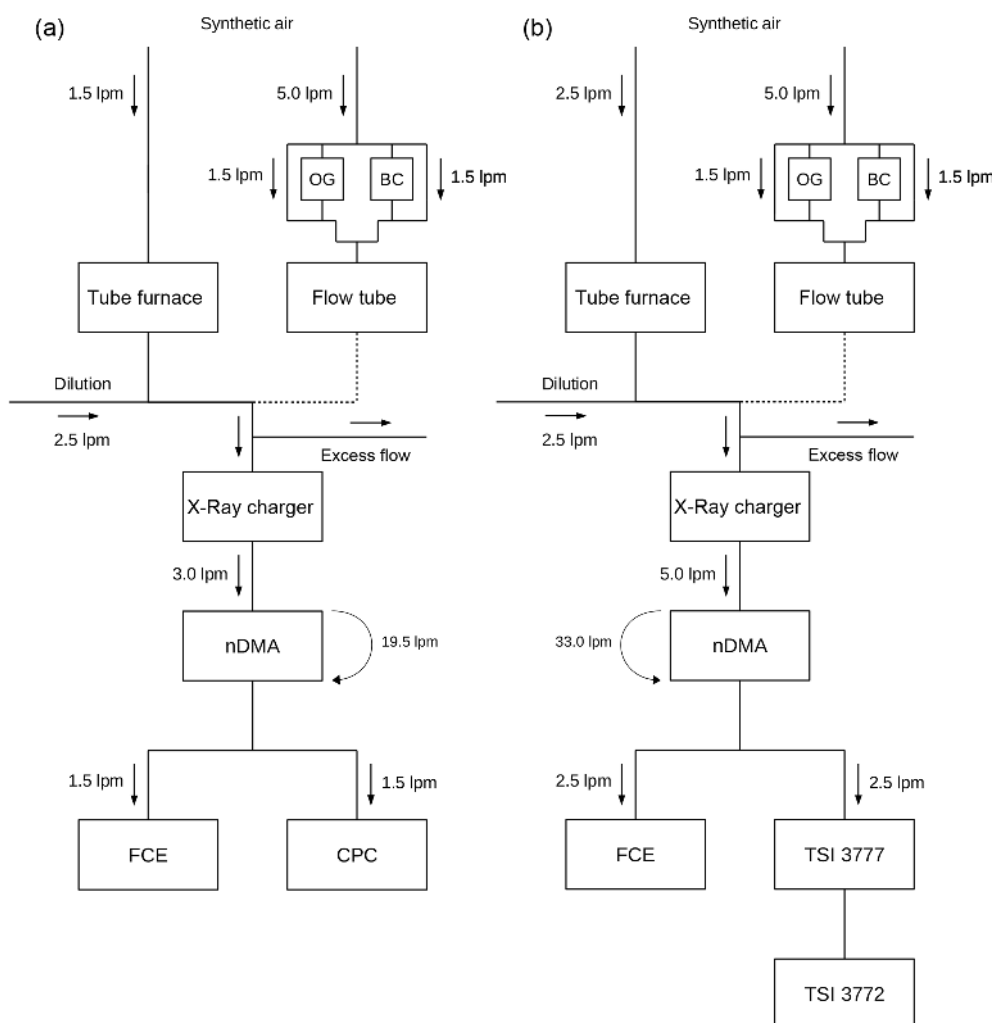 (a)
Synthetic air
1.5 lpm
5.0 lpm
1.5 lpm
OG
BC
1.5 lpm
Tube furnace
Flow tube
Dilution
2.5 lpm
Excess flow
X-Ray charger
3.0 lpm
nDMA
19.5 lpm
1.5 lpm
1.5 lpm
FCE
CPC
(b)
Synthetic air
2.5 lpm
5.0 lpm
1.5 lpm
OG
BC
1.5 lpm
Tube furnace
Flow tube
Dilution
2.5 lpm
Excess flow
X-Ray charger
5.0 lpm
33.0 lpm
nDMA
2.5 lpm
2.5 lpm
FCE
TSI 3777
TSI 3772